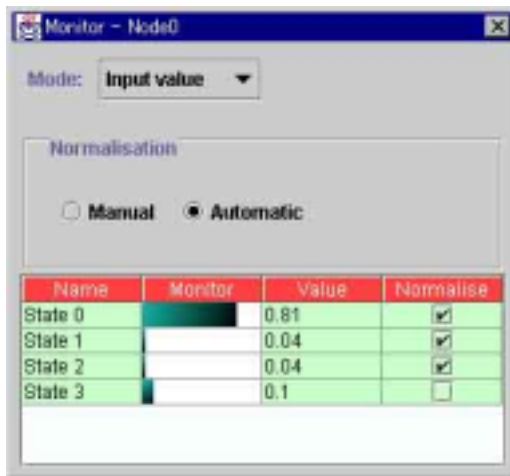 Monitor - Node0
Mode: Input value
Normalisation
Manual Automatic
Name Monitor Value Normalise
State 0 0.81
State 1 0.04
State 2 0.04
State 3 0.1